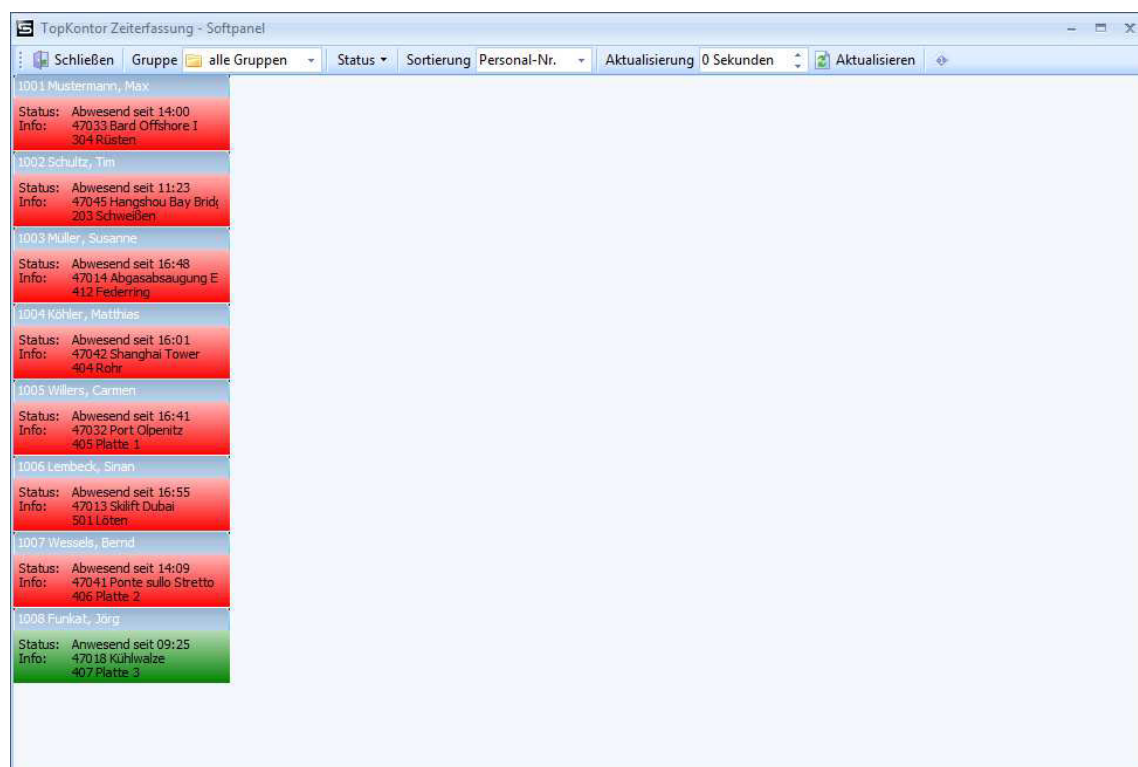 TopKontor Zeiterfassung - Softpanel
Schließen Gruppe alle Gruppen Status Sortierung Personal-Nr. Aktualisierung 0 Sekunden Aktualisieren
1001 Mustermann, Max
Status: Abwesend seit 14:00
Info: 47033 Bard Offshore I
304 Rüsten
1002 Schultz, Tim
Status: Abwesend seit 11:23
Info: 47045 Hangshou Bay Bridg
203 Schweißen
1003 Müller, Susanne
Status: Abwesend seit 16:48
Info: 47014 Abgasabsaugung E
412 Federring
1004 Köhler, Matthias
Status: Abwesend seit 16:01
Info: 47042 Shanghai Tower
404 Rohr
1005 Willers, Carmen
Status: Abwesend seit 16:41
Info: 47032 Port Olpenitz
405 Platte 1
1006 Lembeck, Sinan
Status: Abwesend seit 16:55
Info: 47013 Skilift Dubai
501 Löten
1007 Wessels, Bernd
Status: Abwesend seit 14:09
Info: 47041 Ponte sullo Stretto
406 Platte 2
1008 Funkat, Jörg
Status: Anwesend seit 09:25
Info: 47018 Kühlwalze
407 Platte 3